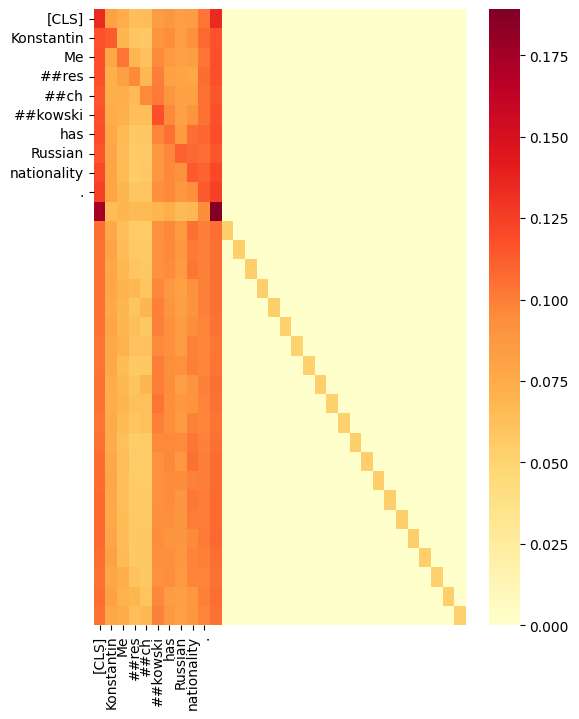 [CLS]
Konstantin
Me
##res
##ch
##kowski
has
Russian
nationality
.
0.175
0.150
0.125
0.100
0.075
0.050
0.025
0.000
[CLS]
Konstantin
Me
##res
##ch
##kowski
has
Russian
nationality
.